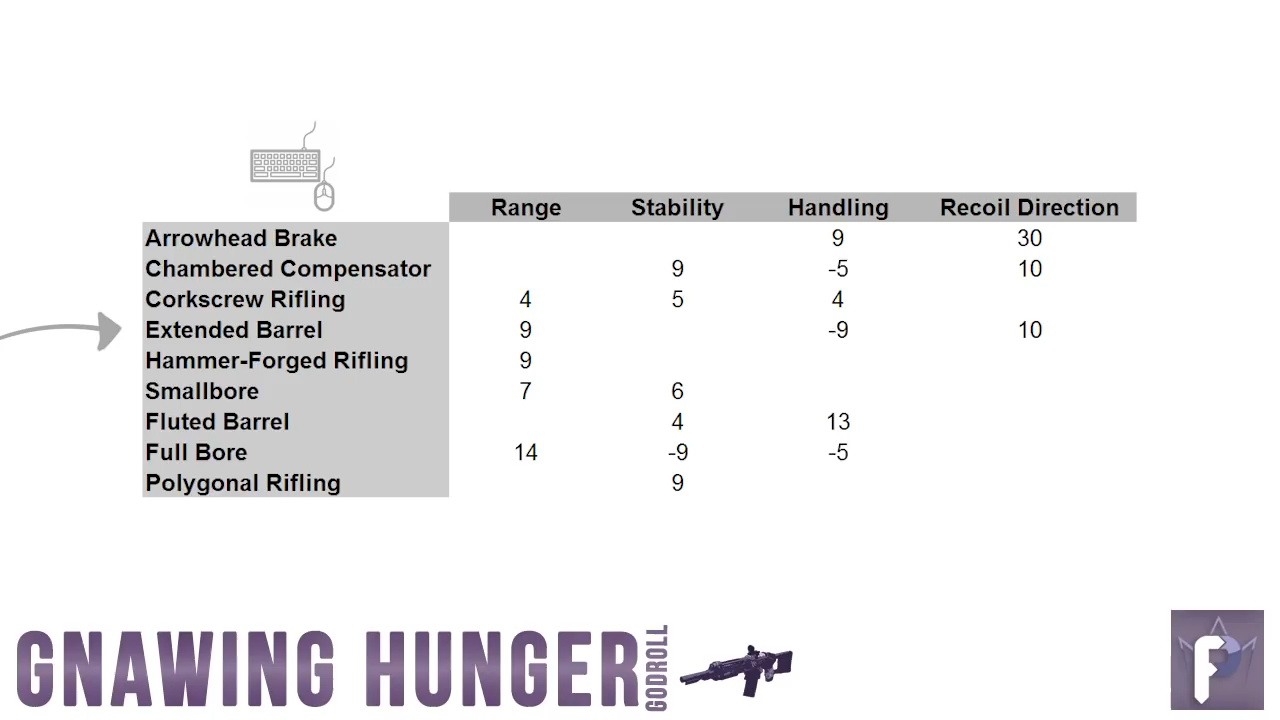 Range Stability Handling Recoil Direction
Arrowhead Brake 9 30
Chambered Compensator 9 -5 10
Corkscrew Rifling 4 5 4
Extended Barrel 9 -9 10
Hammer-Forged Rifling 9
Smallbore 7 6
Fluted Barrel 4 13
Full Bore 14 -9 -5
Polygonal Rifling 9
GNAWING HUNGER GODROLL
F